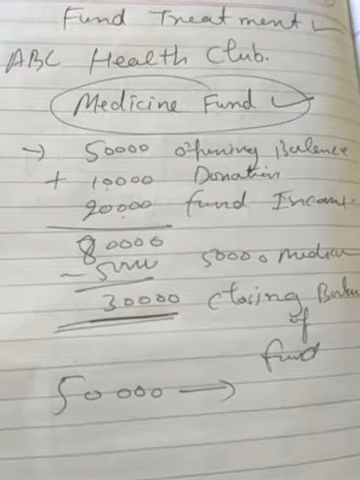 Fund Treatment
ABC Health Club.
Medicine Fund
→ 50000 opening Balance
+ 10000 Donation
20000 fund Income
80000
- 50000 50000 medicine
30000 closing Balance
of
fund
50000 →